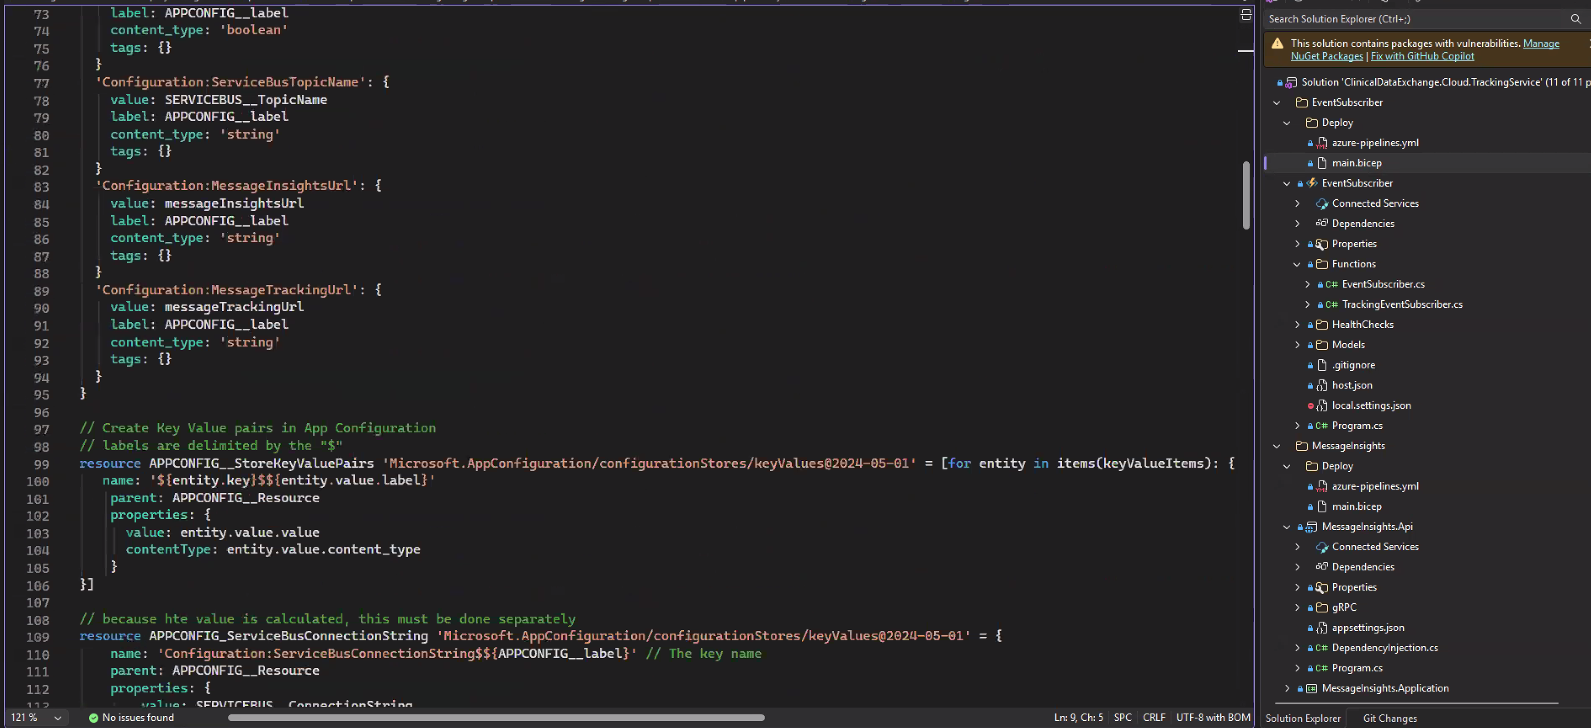 73 label: APPCONFIG__label
74 content_type: 'boolean'
75 tags: {}
76 }
77 'Configuration:ServiceBusTopicName': {
78 value: SERVICEBUS__TopicName
79 label: APPCONFIG__label
80 content_type: 'string'
81 tags: {}
82 }
83 'Configuration:MessageInsightsUrl': {
84 value: messageInsightsUrl
85 label: APPCONFIG__label
86 content_type: 'string'
87 tags: {}
88 }
89 'Configuration:MessageTrackingUrl': {
90 value: messageTrackingUrl
91 label: APPCONFIG__label
92 content_type: 'string'
93 tags: {}
94 }
95 }
96
97 // Create Key Value pairs in App Configuration
98 // labels are delimited by the "$"
99 resource APPCONFIG__StoreKeyValuePairs 'Microsoft.AppConfiguration/configurationStores/keyValues@2024-05-01' = [for entity in items(keyValueItems): {
100 name: '${entity.key}$${entity.value.label}'
101 parent: APPCONFIG__Resource
102 properties: {
103 value: entity.value.value
104 contentType: entity.value.content_type
105 }
106 }]
107
108 // because hte value is calculated, this must be done separately
109 resource APPCONFIG_ServiceBusConnectionString 'Microsoft.AppConfiguration/configurationStores/keyValues@2024-05-01' = {
110 name: 'Configuration:ServiceBusConnectionString$${APPCONFIG__label}' // The key name
111 parent: APPCONFIG__Resource
112 properties: {
113 value: SERVICEBUS__ConnectionString
121 %
No issues found
Ln: 9, Ch: 5
SPC
CRLF
UTF-8 with BOM
Search Solution Explorer (Ctrl+;)
This solution contains packages with vulnerabilities. Manage
NuGet Packages | Fix with GitHub Copilot
Solution 'ClinicalDataExchange.Cloud.TrackingService' (11 of 11 p
EventSubscriber
Deploy
azure-pipelines.yml
main.bicep
EventSubscriber
Connected Services
Dependencies
Properties
Functions
C# EventSubscriber.cs
C# TrackingEventSubscriber.cs
HealthChecks
Models
.gitignore
host.json
local.settings.json
C# Program.cs
MessageInsights
Deploy
azure-pipelines.yml
main.bicep
MessageInsights.Api
Connected Services
Dependencies
Properties
gRPC
appsettings.json
C# DependencyInjection.cs
C# Program.cs
C# MessageInsights.Application
Solution Explorer
Git Changes